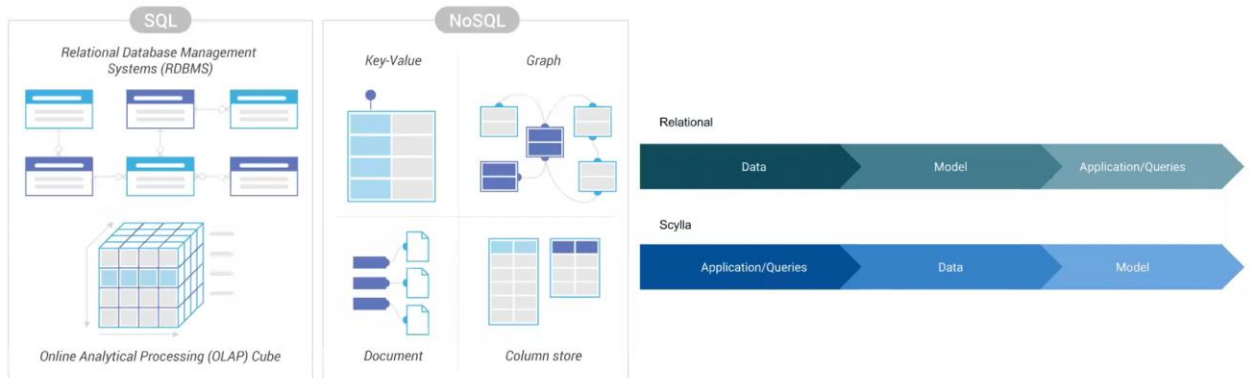 SQL
Relational Database Management
Systems (RDBMS)
Online Analytical Processing (OLAP) Cube
NoSQL
Key-Value
Graph
Document
Column store
Relational
Data
Model
Application/Queries
Scylla
Application/Queries
Data
Model